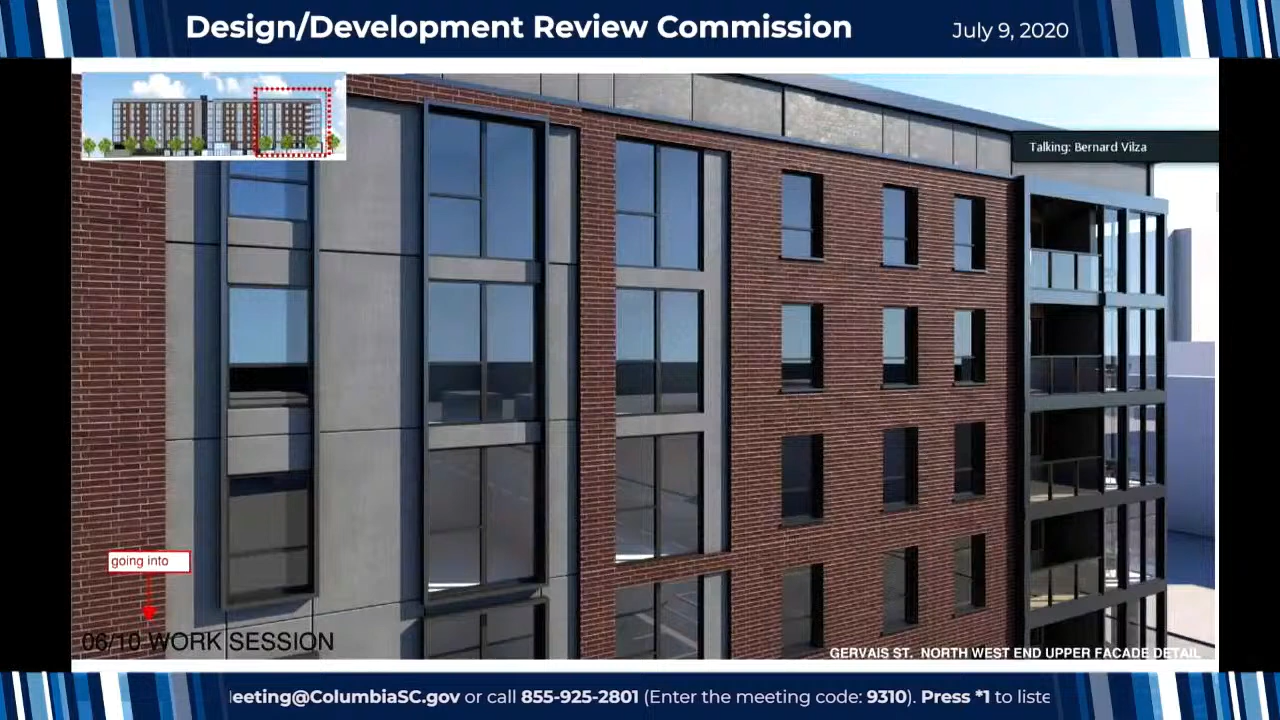 Design/Development Review Commission
July 9, 2020
Talking: Bernard Vilza
going into
06/10 WORK SESSION
GERVAIS ST. NORTH WEST END UPPER FACADE DETAIL
eeting@ColumbiaSC.gov or call 855-925-2801 (Enter the meeting code: 9310). Press *1 to liste